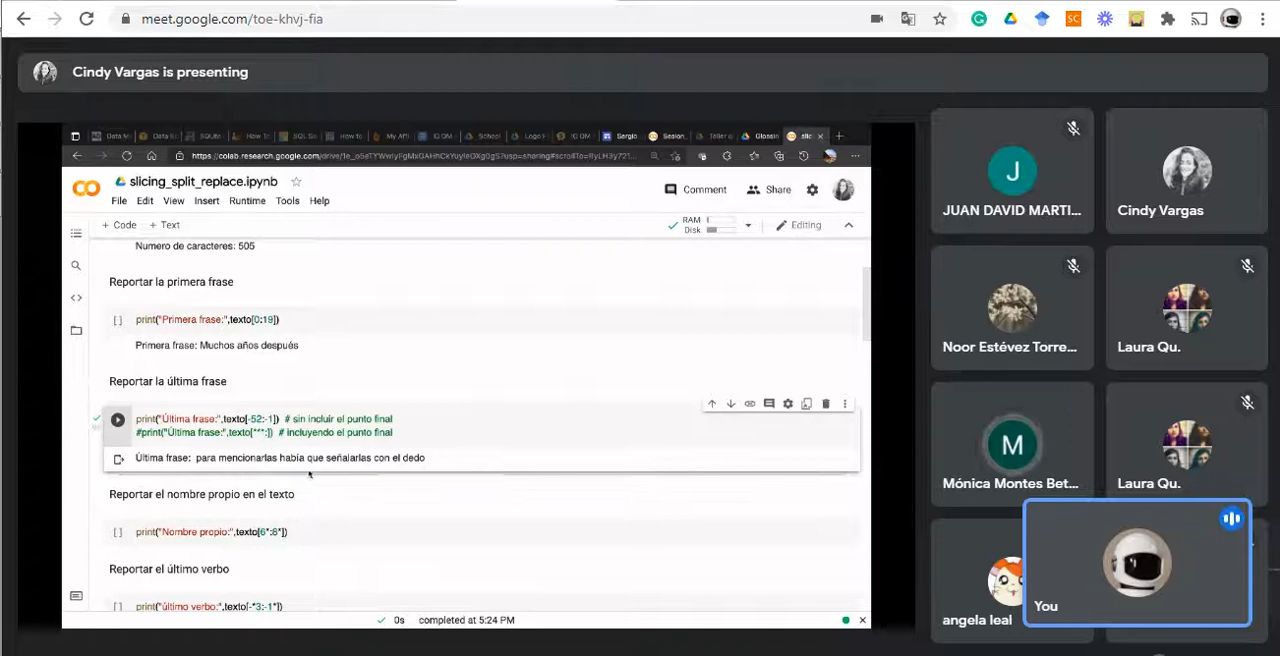 meet.google.com/toe-khvj-fia
Cindy Vargas is presenting
slicing_split_replace.ipynb
Comment
Share
File Edit View Insert Runtime Tools Help
+ Code + Text
RAM
Disk
Editing
Numero de caracteres: 505
Reportar la primera frase
[ ] print("Primera frase:",texto[0:19])
Primera frase: Muchos años después
Reportar la última frase
print("Última frase:",texto[-52:-1]) # sin incluir el punto final
#print("Última frase:",texto[***:]) # incluyendo el punto final
Última frase: para mencionarlas había que señalarlas con el dedo
Reportar el nombre propio en el texto
[ ] print("Nombre propio:",texto[6*:8*])
Reportar el último verbo
[ ] print("último verbo:",texto[-*3:-1*])
0s completed at 5:24 PM
J
JUAN DAVID MARTI...
Cindy Vargas
Noor Estévez Torre...
Laura Qu.
M
Mónica Montes Bet...
Laura Qu.
angela leal
You